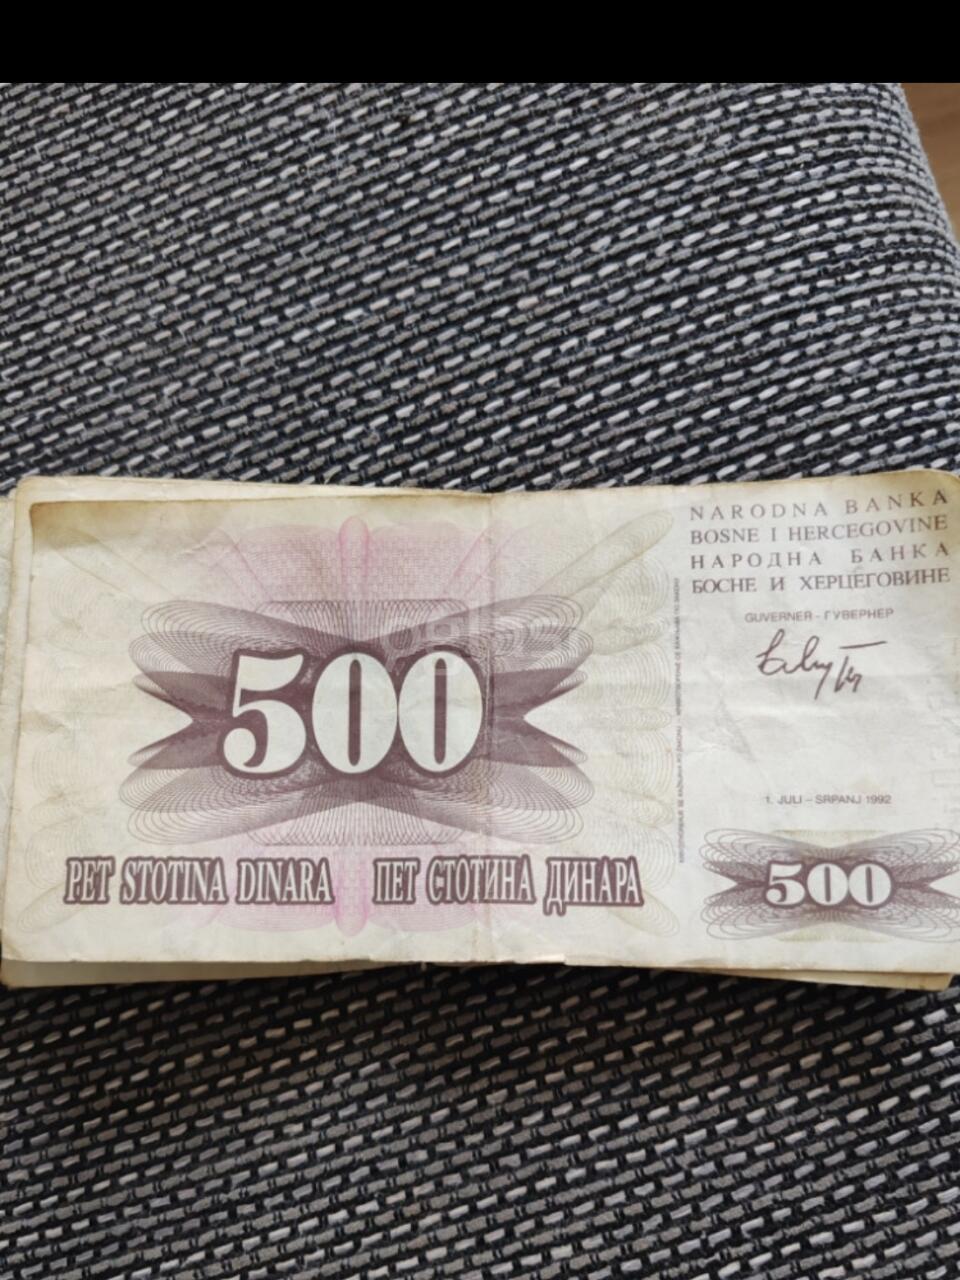 NARODNA BANKA
BOSNE I HERCEGOVINE
НАРОДНА БАНКА
БОСНЕ И ХЕРЦЕГОВИНЕ
GUVERNER - ГУВЕРНЕР
500
1. JULI – SRPANJ 1992
PET STOTINA DINARA ПЕТ СТОТИНА ДИНАРА
500